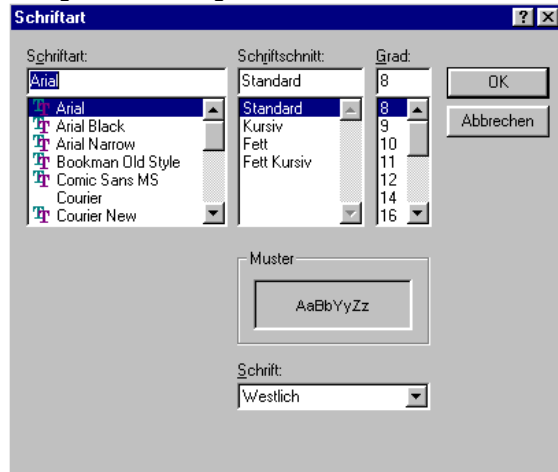 Schriftart
Schriftart: Schriftschnitt: Grad:
Arial Standard 8 OK
Arial Standard 8
Arial Black Kursiv 9 Abbrechen
Arial Narrow Fett 10
Bookman Old Style Fett Kursiv 11
Comic Sans MS 12
Courier 14
Courier New 16
Muster
AaBbYyZz
Schrift:
Westlich